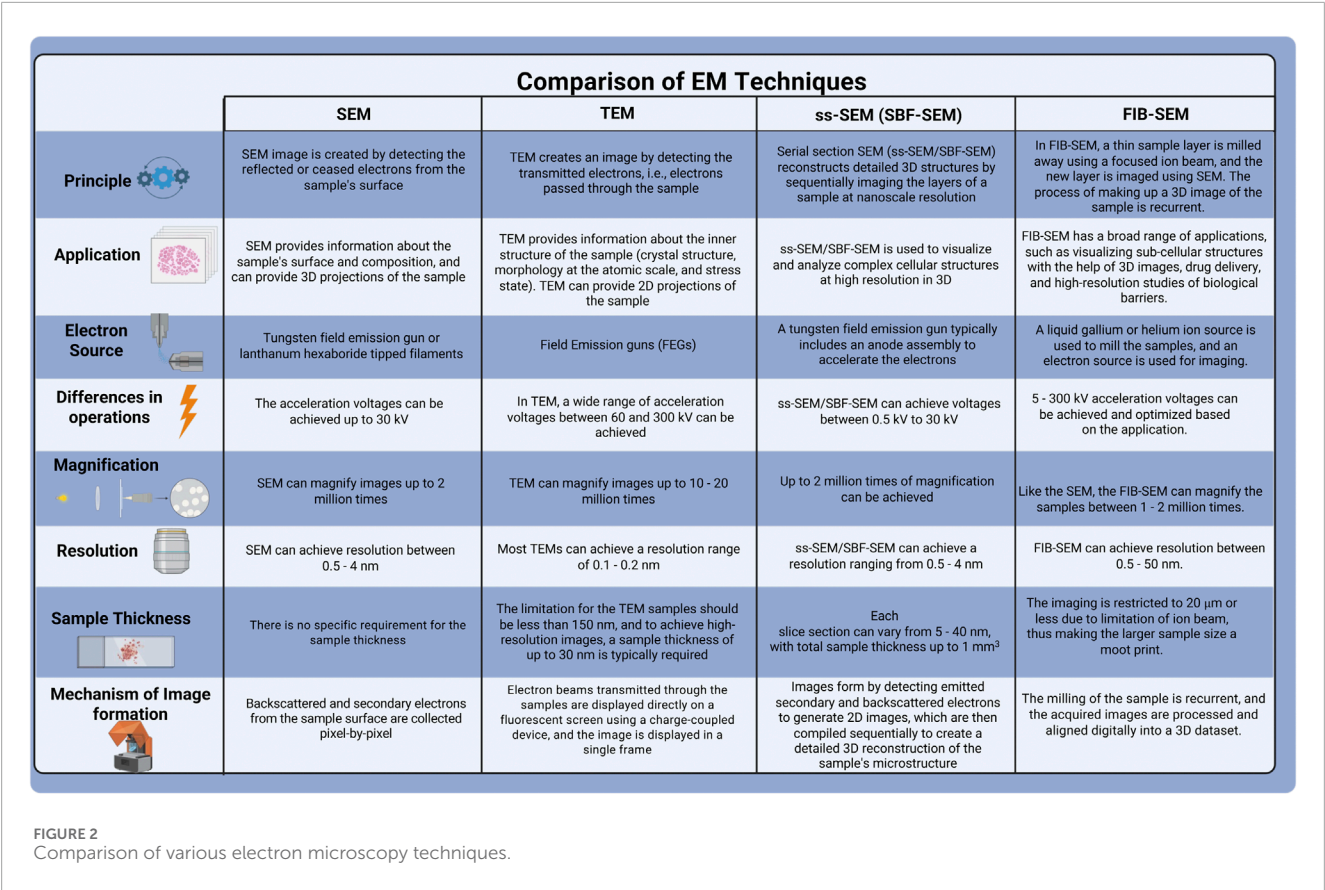 Comparison of EM Techniques
SEM
TEM
ss-SEM (SBF-SEM)
FIB-SEM
Principle
SEM image is created by detecting the
reflected or ceased electrons from the
sample's surface
TEM creates an image by detecting the
transmitted electrons, i.e., electrons
passed through the sample
Serial section SEM (ss-SEM/SBF-SEM)
reconstructs detailed 3D structures by
sequentially imaging the layers of a
sample at nanoscale resolution
In FIB-SEM, a thin sample layer is milled
away using a focused ion beam, and the
new layer is imaged using SEM. The
process of making up a 3D image of the
sample is recurrent.
Application
SEM provides information about the
sample's surface and composition, and
can provide 3D projections of the sample
TEM provides information about the inner
structure of the sample (crystal structure,
morphology at the atomic scale, and stress
state). TEM can provide 2D projections of
the sample
ss-SEM/SBF-SEM is used to visualize
and analyze complex cellular structures
at high resolution in 3D
FIB-SEM has a broad range of applications,
such as visualizing sub-cellular structures
with the help of 3D images, drug delivery,
and high-resolution studies of biological
barriers.
Electron
Source
Tungsten field emission gun or
lanthanum hexaboride tipped filaments
Field Emission guns (FEGs)
A tungsten field emission gun typically
includes an anode assembly to
accelerate the electrons
A liquid gallium or helium ion source is
used to mill the samples, and an
electron source is used for imaging.
Differences in
operations
The acceleration voltages can be
achieved up to 30 kV
In TEM, a wide range of acceleration
voltages between 60 and 300 kV can be
achieved
ss-SEM/SBF-SEM can achieve voltages
between 0.5 kV to 30 kV
5 - 300 kV acceleration voltages can
be achieved and optimized based
on the application.
Magnification
SEM can magnify images up to 2
million times
TEM can magnify images up to 10 - 20
million times
Up to 2 million times of magnification
can be achieved
Like the SEM, the FIB-SEM can magnify the
samples between 1 - 2 million times.
Resolution
SEM can achieve resolution between
0.5 - 4 nm
Most TEMs can achieve a resolution range
of 0.1 - 0.2 nm
ss-SEM/SBF-SEM can achieve a
resolution ranging from 0.5 - 4 nm
FIB-SEM can achieve resolution between
0.5 - 50 nm.
Sample Thickness
There is no specific requirement for the
sample thickness
The limitation for the TEM samples should
be less than 150 nm, and to achieve high-
resolution images, a sample thickness of
up to 30 nm is typically required
Each
slice section can vary from 5 - 40 nm,
with total sample thickness up to 1 mm³
The imaging is restricted to 20 μm or
less due to limitation of ion beam,
thus making the larger sample size a
moot print.
Mechanism of Image
formation
Backscattered and secondary electrons
from the sample surface are collected
pixel-by-pixel
Electron beams transmitted through the
samples are displayed directly on a
fluorescent screen using a charge-coupled
device, and the image is displayed in a
single frame
Images form by detecting emitted
secondary and backscattered electrons
to generate 2D images, which are then
compiled sequentially to create a
detailed 3D reconstruction of the
sample's microstructure
The milling of the sample is recurrent, and
the acquired images are processed and
aligned digitally into a 3D dataset.
FIGURE 2
Comparison of various electron microscopy techniques.